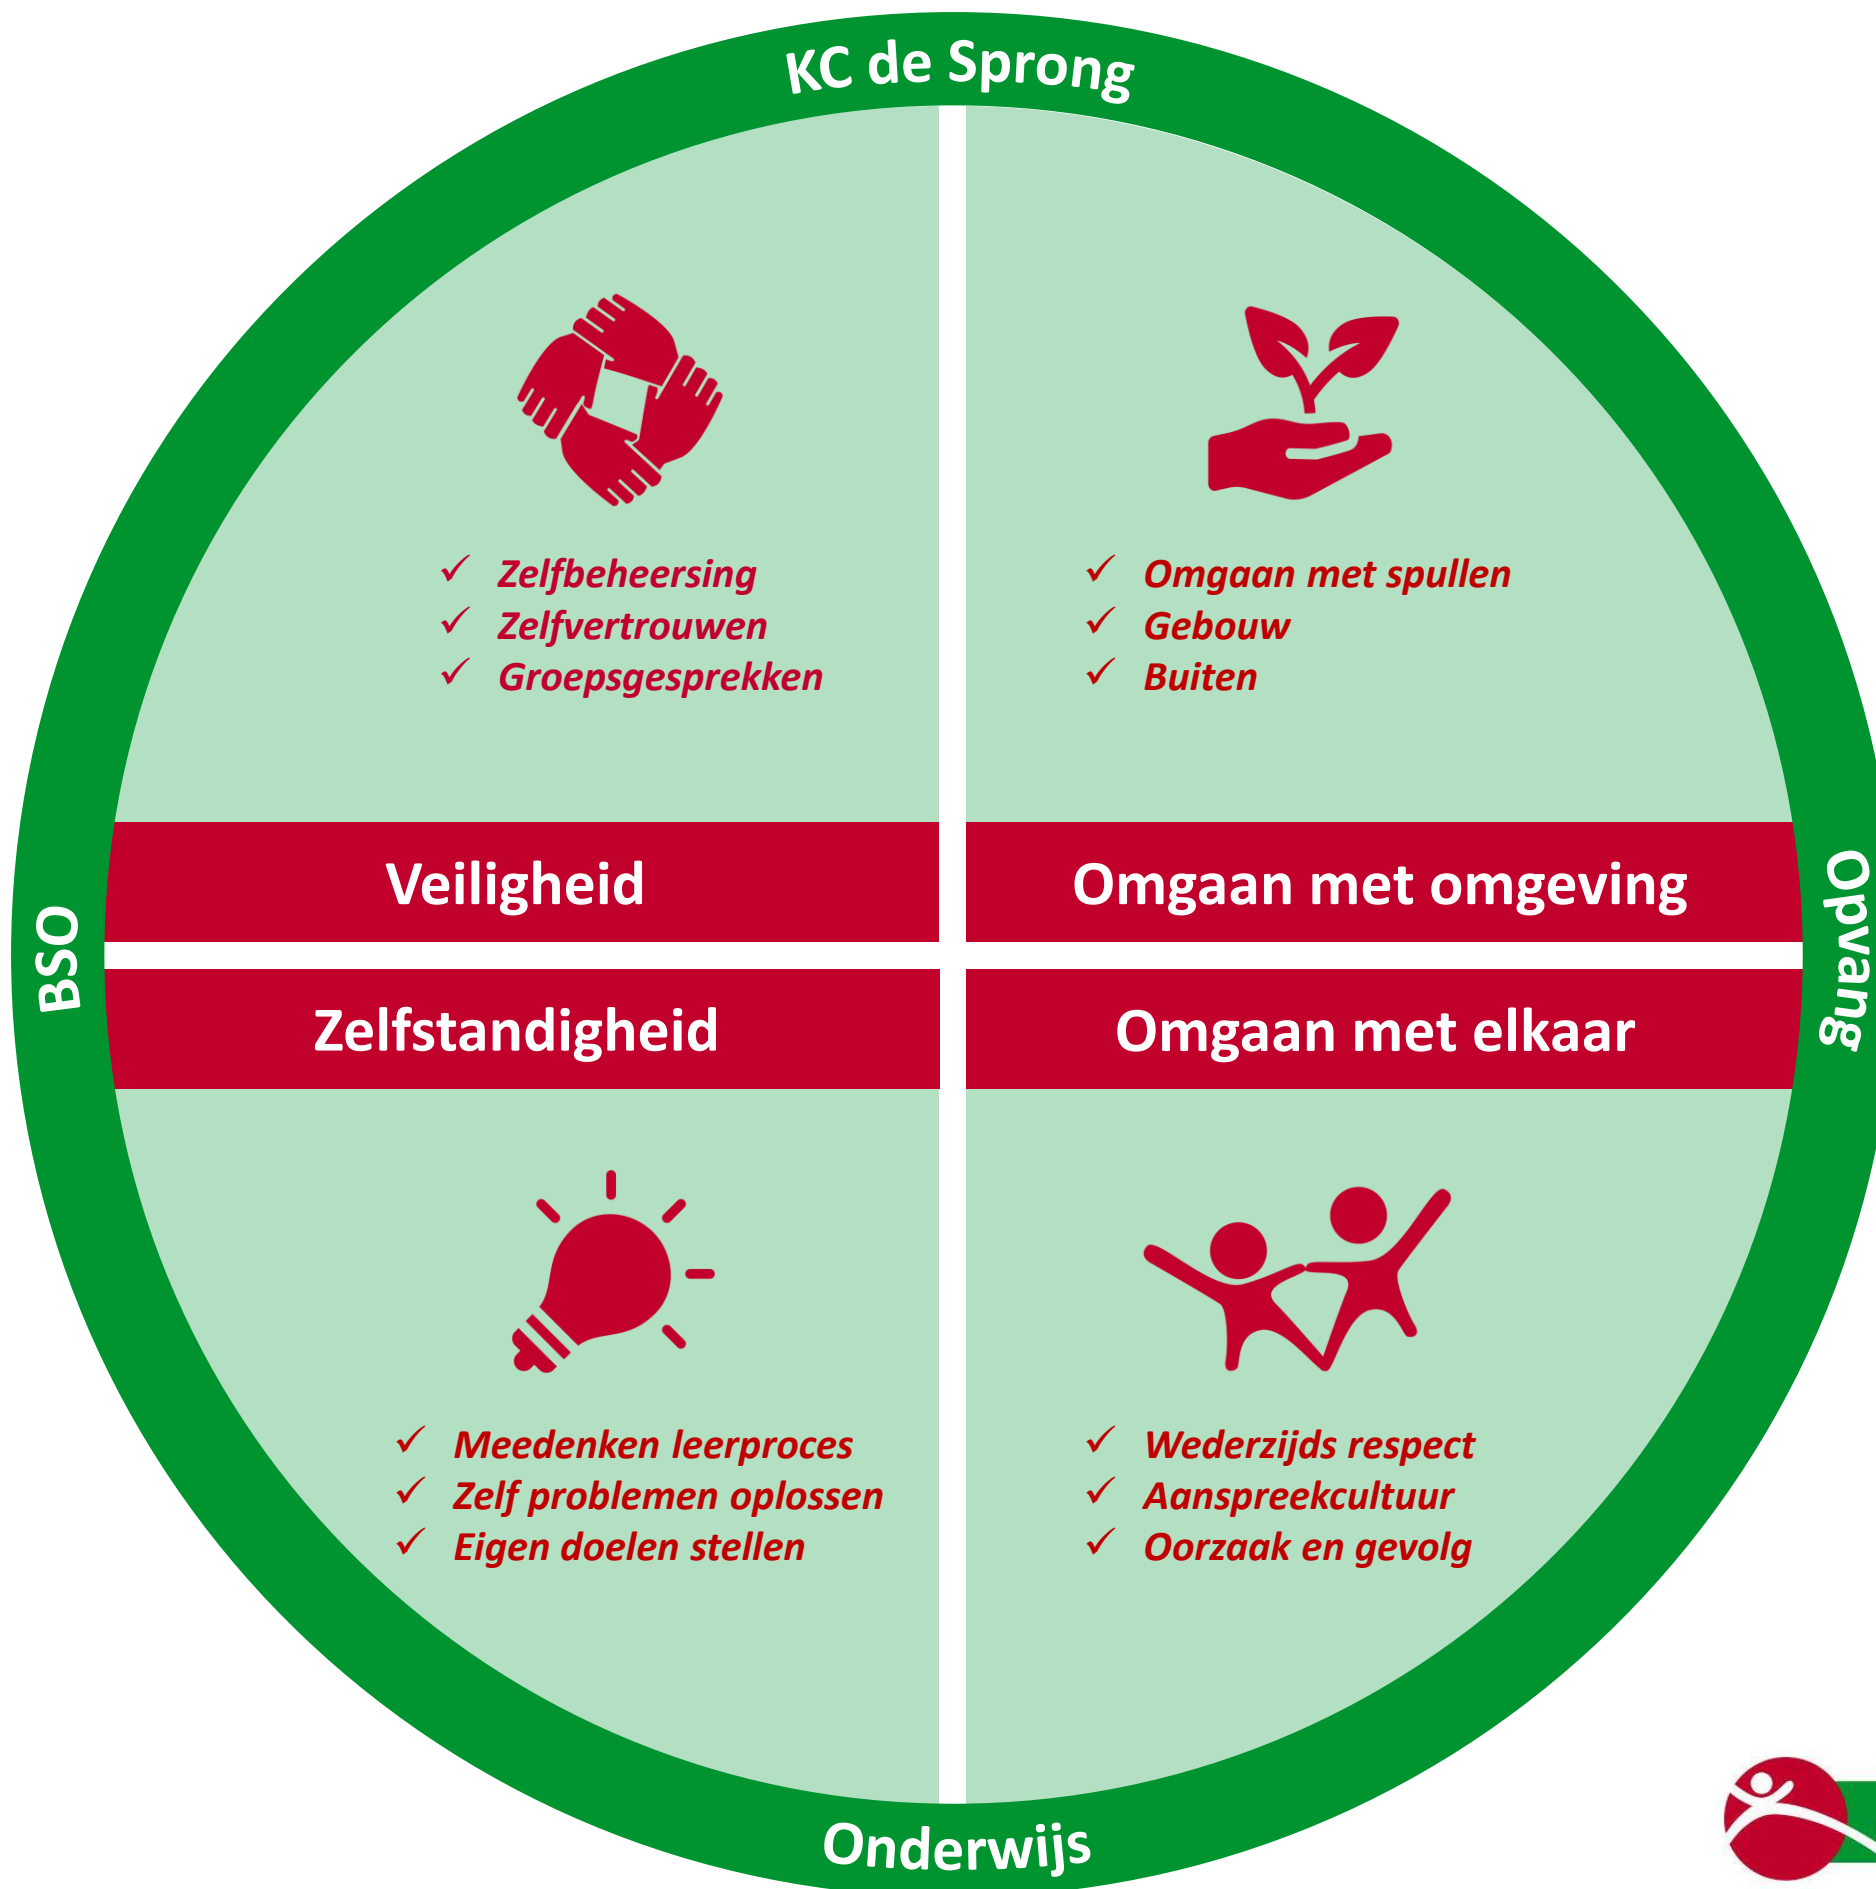 KC de Sprong
Zelfbeheersing
Zelfvertrouwen
Groepsgesprekken
Omgaan met spullen
Gebouw
Buiten
Veiligheid
Omgaan met omgeving
BSO
Opvang
Zelfstandigheid
Omgaan met elkaar
Meedenken leerproces
Zelf problemen oplossen
Eigen doelen stellen
Wederzijds respect
Aanspreekcultuur
Oorzaak en gevolg
Onderwijs